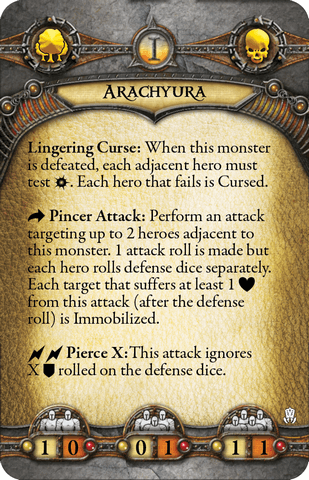 I
ARACHYURA
Lingering Curse: When this monster
is defeated, each adjacent hero must
test . Each hero that fails is Cursed.
Pincer Attack: Perform an attack
targeting up to 2 heroes adjacent to
this monster. 1 attack roll is made but
each hero rolls defense dice separately.
Each target that suffers at least 1
from this attack (after the defense
roll) is Immobilized.
Pierce X: This attack ignores
X rolled on the defense dice.
1 0 0 1 1 1